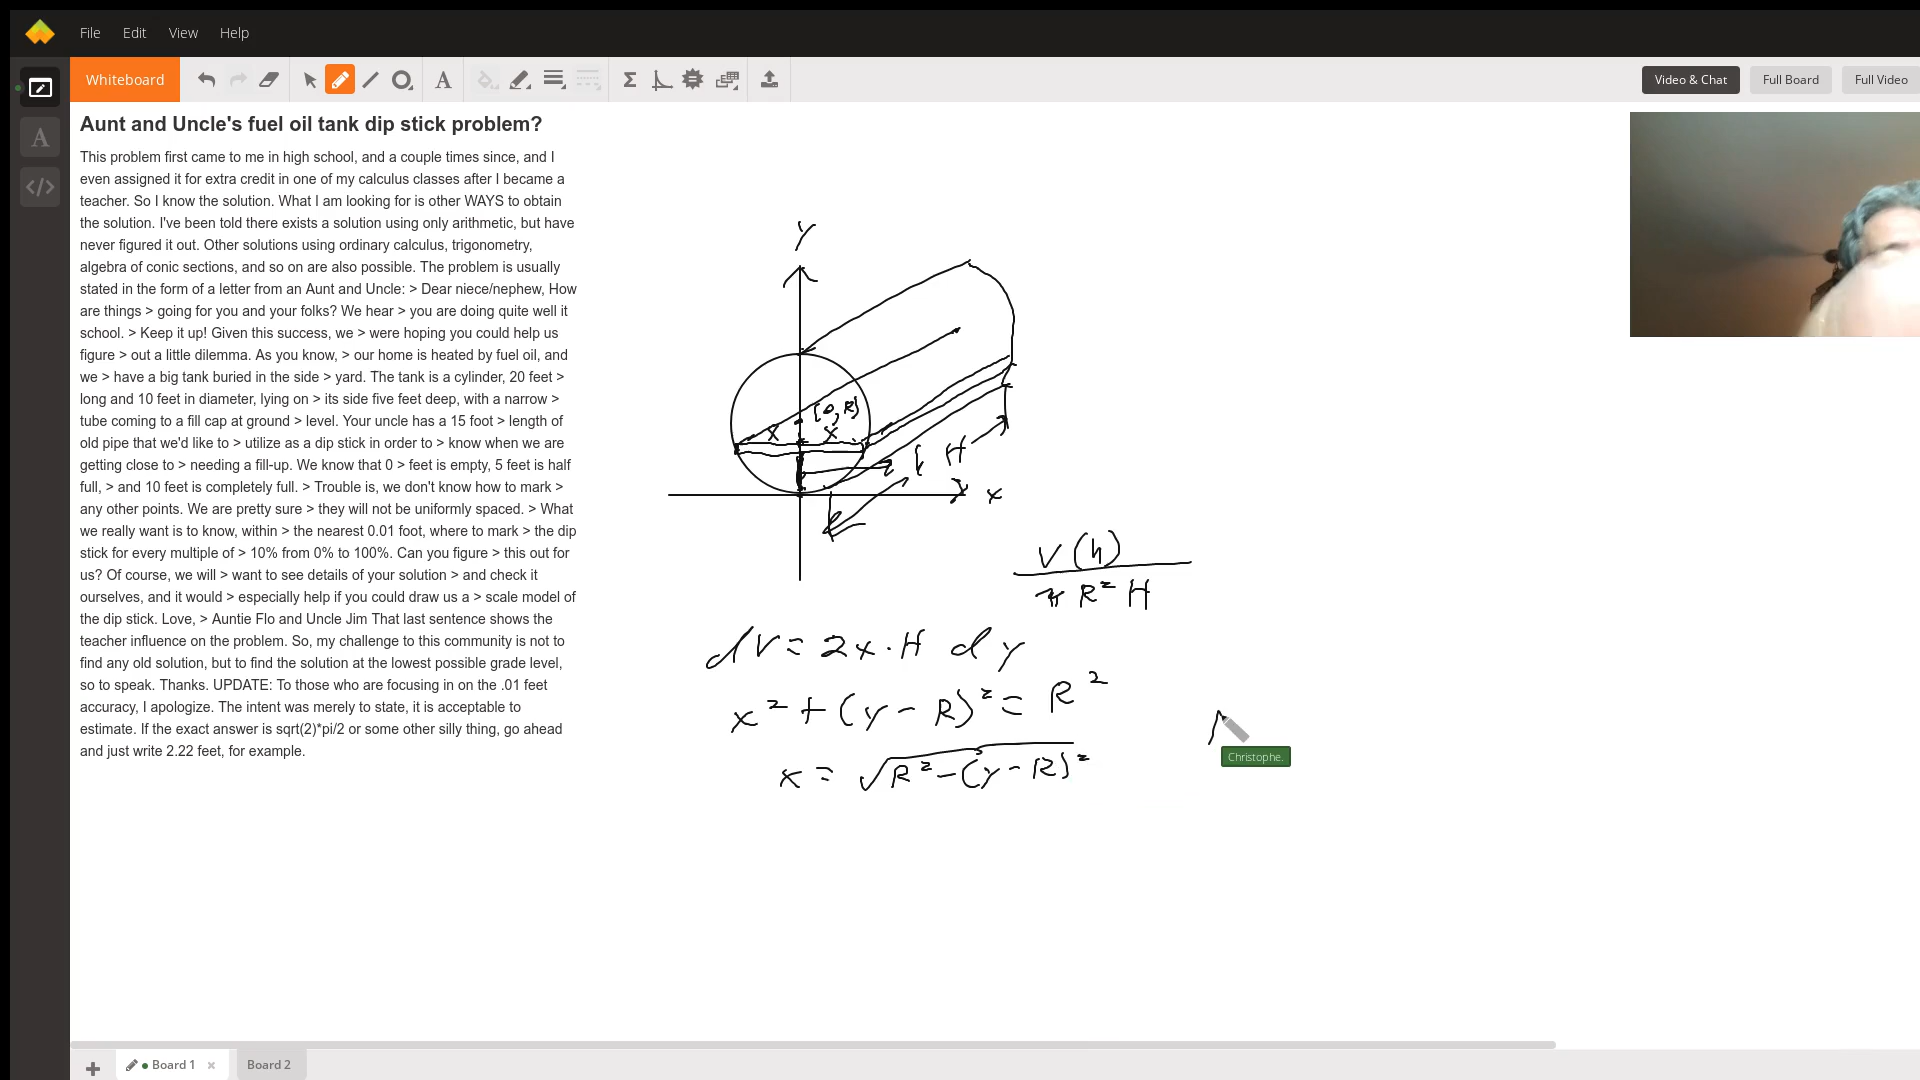 File Edit View Help
Whiteboard
A
Σ
Video & Chat
Full Board
Full Video
A
</>
Aunt and Uncle's fuel oil tank dip stick problem?
This problem first came to me in high school, and a couple times since, and I
even assigned it for extra credit in one of my calculus classes after I became a
teacher. So I know the solution. What I am looking for is other WAYS to obtain
the solution. I've been told there exists a solution using only arithmetic, but have
never figured it out. Other solutions using ordinary calculus, trigonometry,
algebra of conic sections, and so on are also possible. The problem is usually
stated in the form of a letter from an Aunt and Uncle: > Dear niece/nephew, How
are things > going for you and your folks? We hear > you are doing quite well it
school. > Keep it up! Given this success, we > were hoping you could help us
figure > out a little dilemma. As you know, > our home is heated by fuel oil, and
we > have a big tank buried in the side > yard. The tank is a cylinder, 20 feet >
long and 10 feet in diameter, lying on > its side five feet deep, with a narrow >
tube coming to a fill cap at ground > level. Your uncle has a 15 foot > length of
old pipe that we'd like to > utilize as a dip stick in order to > know when we are
getting close to > needing a fill-up. We know that 0 > feet is empty, 5 feet is half
full, > and 10 feet is completely full. > Trouble is, we don't know how to mark >
any other points. We are pretty sure > they will not be uniformly spaced. > What
we really want is to know, within > the nearest 0.01 foot, where to mark > the dip
stick for every multiple of > 10% from 0% to 100%. Can you figure > this out for
us? Of course, we will > want to see details of your solution > and check it
ourselves, and it would > especially help if you could draw us a > scale model of
the dip stick. Love, > Auntie Flo and Uncle Jim That last sentence shows the
teacher influence on the problem. So, my challenge to this community is not to
find any old solution, but to find the solution at the lowest possible grade level,
so to speak. Thanks. UPDATE: To those who are focusing in on the .01 feet
accuracy, I apologize. The intent was merely to state, it is acceptable to
estimate. If the exact answer is sqrt(2)*pi/2 or some other silly thing, go ahead
and just write 2.22 feet, for example.
Y
(0, R)
x x
H
x
V(h)
π R² H
dV = 2x · H dy
x² + (y - R)² = R²
x = √R² - (y - R)²
Christophe.
+ Board 1 × Board 2